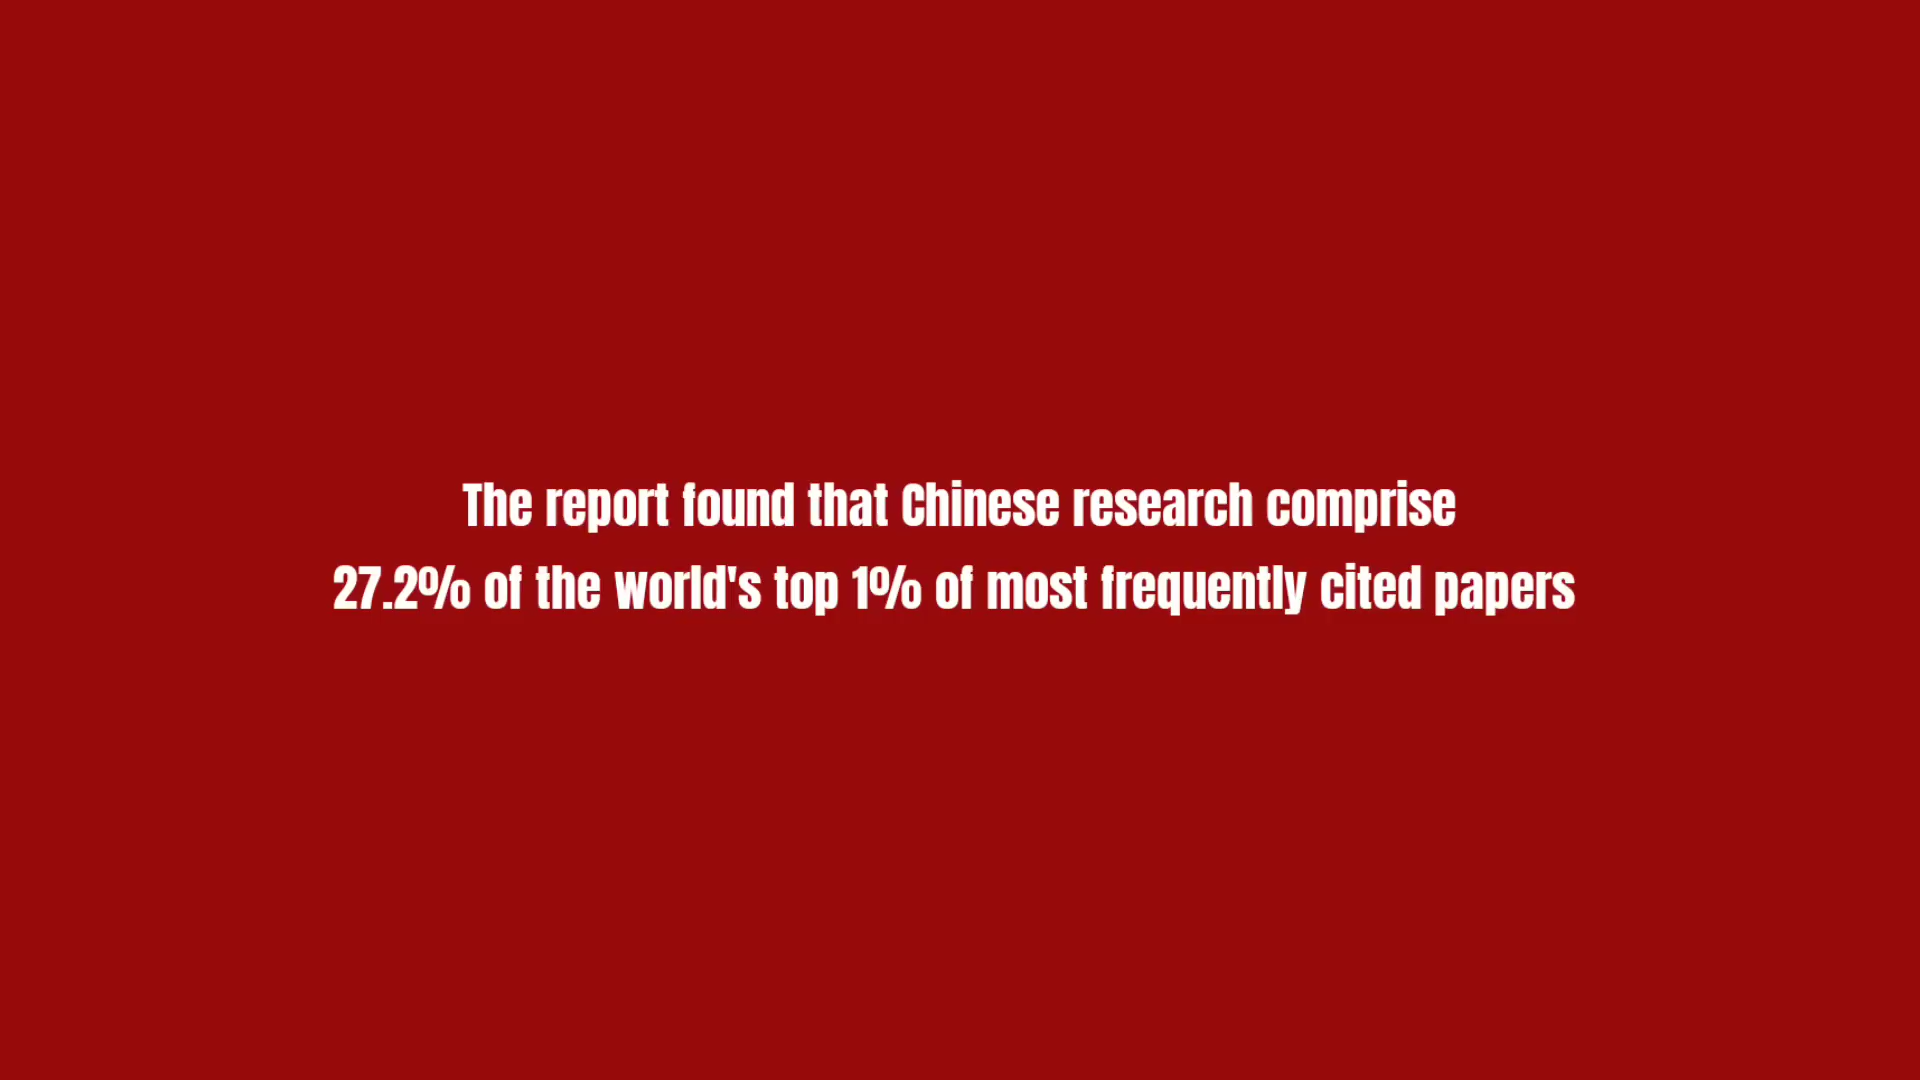 The report found that Chinese research comprise
27.2% of the world's top 1% of most frequently cited papers